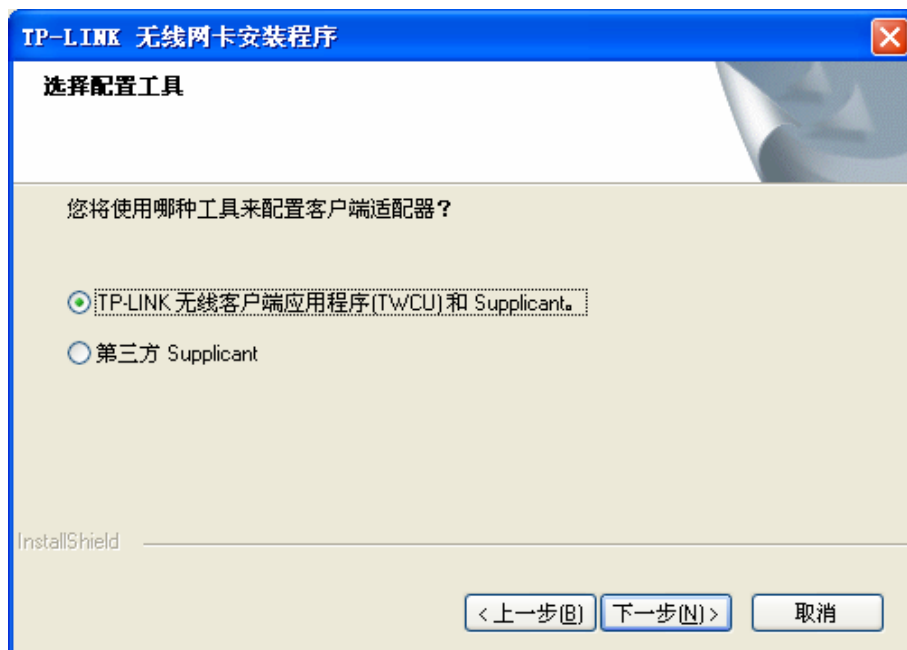 TP-LINK 无线网卡安装程序
选择配置工具
您将使用哪种工具来配置客户端适配器？
TP-LINK 无线客户端应用程序(TWCU)和 Supplicant。
第三方 Supplicant
InstallShield
< 上一步(B) 下一步(N) > 取消